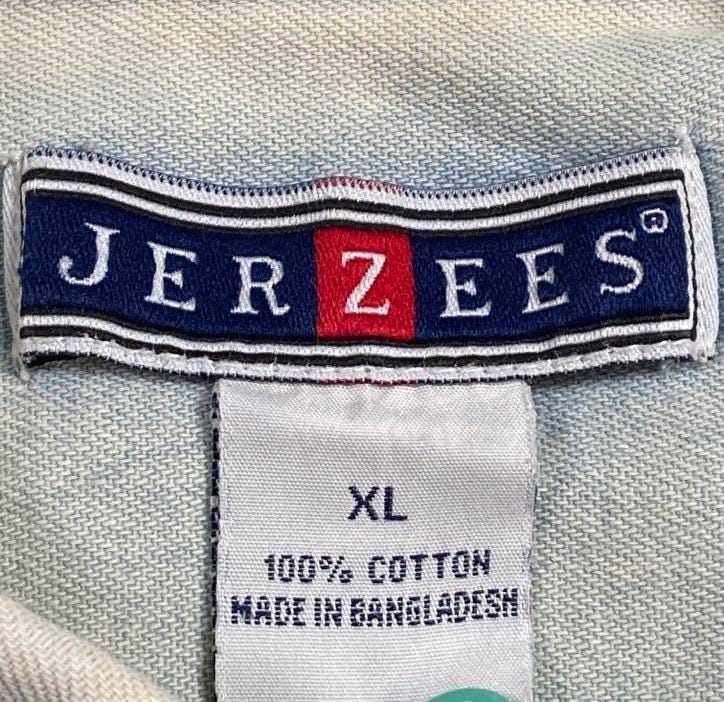 JERZEES®
XL
100% COTTON
MADE IN BANGLADESH